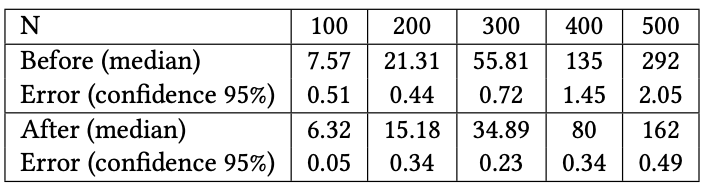 N 100 200 300 400 500
Before (median) 7.57 21.31 55.81 135 292
Error (confidence 95%) 0.51 0.44 0.72 1.45 2.05
After (median) 6.32 15.18 34.89 80 162
Error (confidence 95%) 0.05 0.34 0.23 0.34 0.49